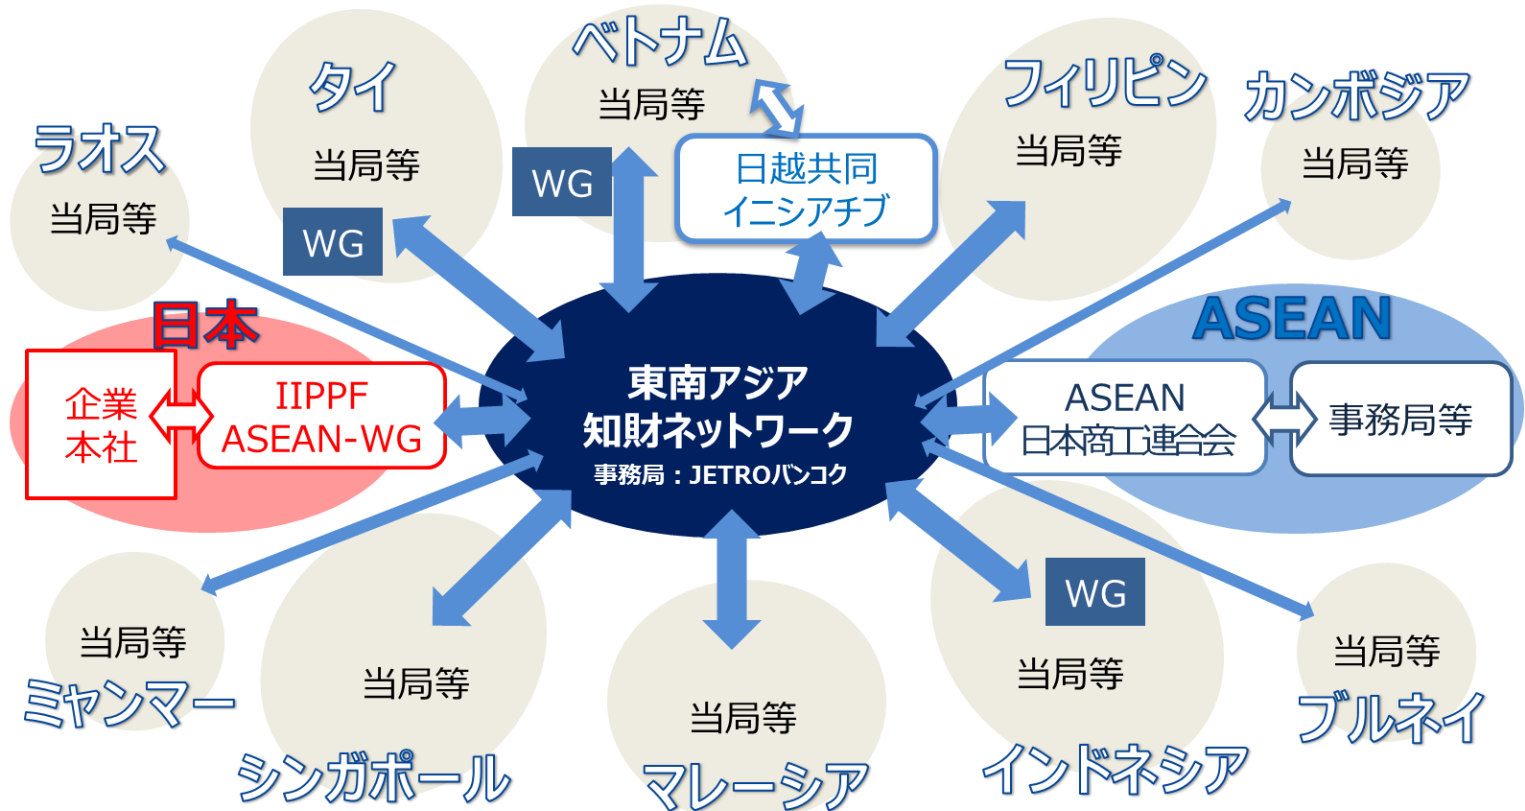 ラオス
当局等
タイ
当局等
WG
ベトナム
当局等
WG
日越共同
イニシアチブ
フィリピン
当局等
カンボジア
当局等
日本
企業
本社
IIPPF
ASEAN-WG
東南アジア
知財ネットワーク
事務局：JETROバンコク
ASEAN
ASEAN
日本商工連合会
事務局等
当局等
ミャンマー
当局等
シンガポール
当局等
マレーシア
WG
当局等
インドネシア
当局等
ブルネイ